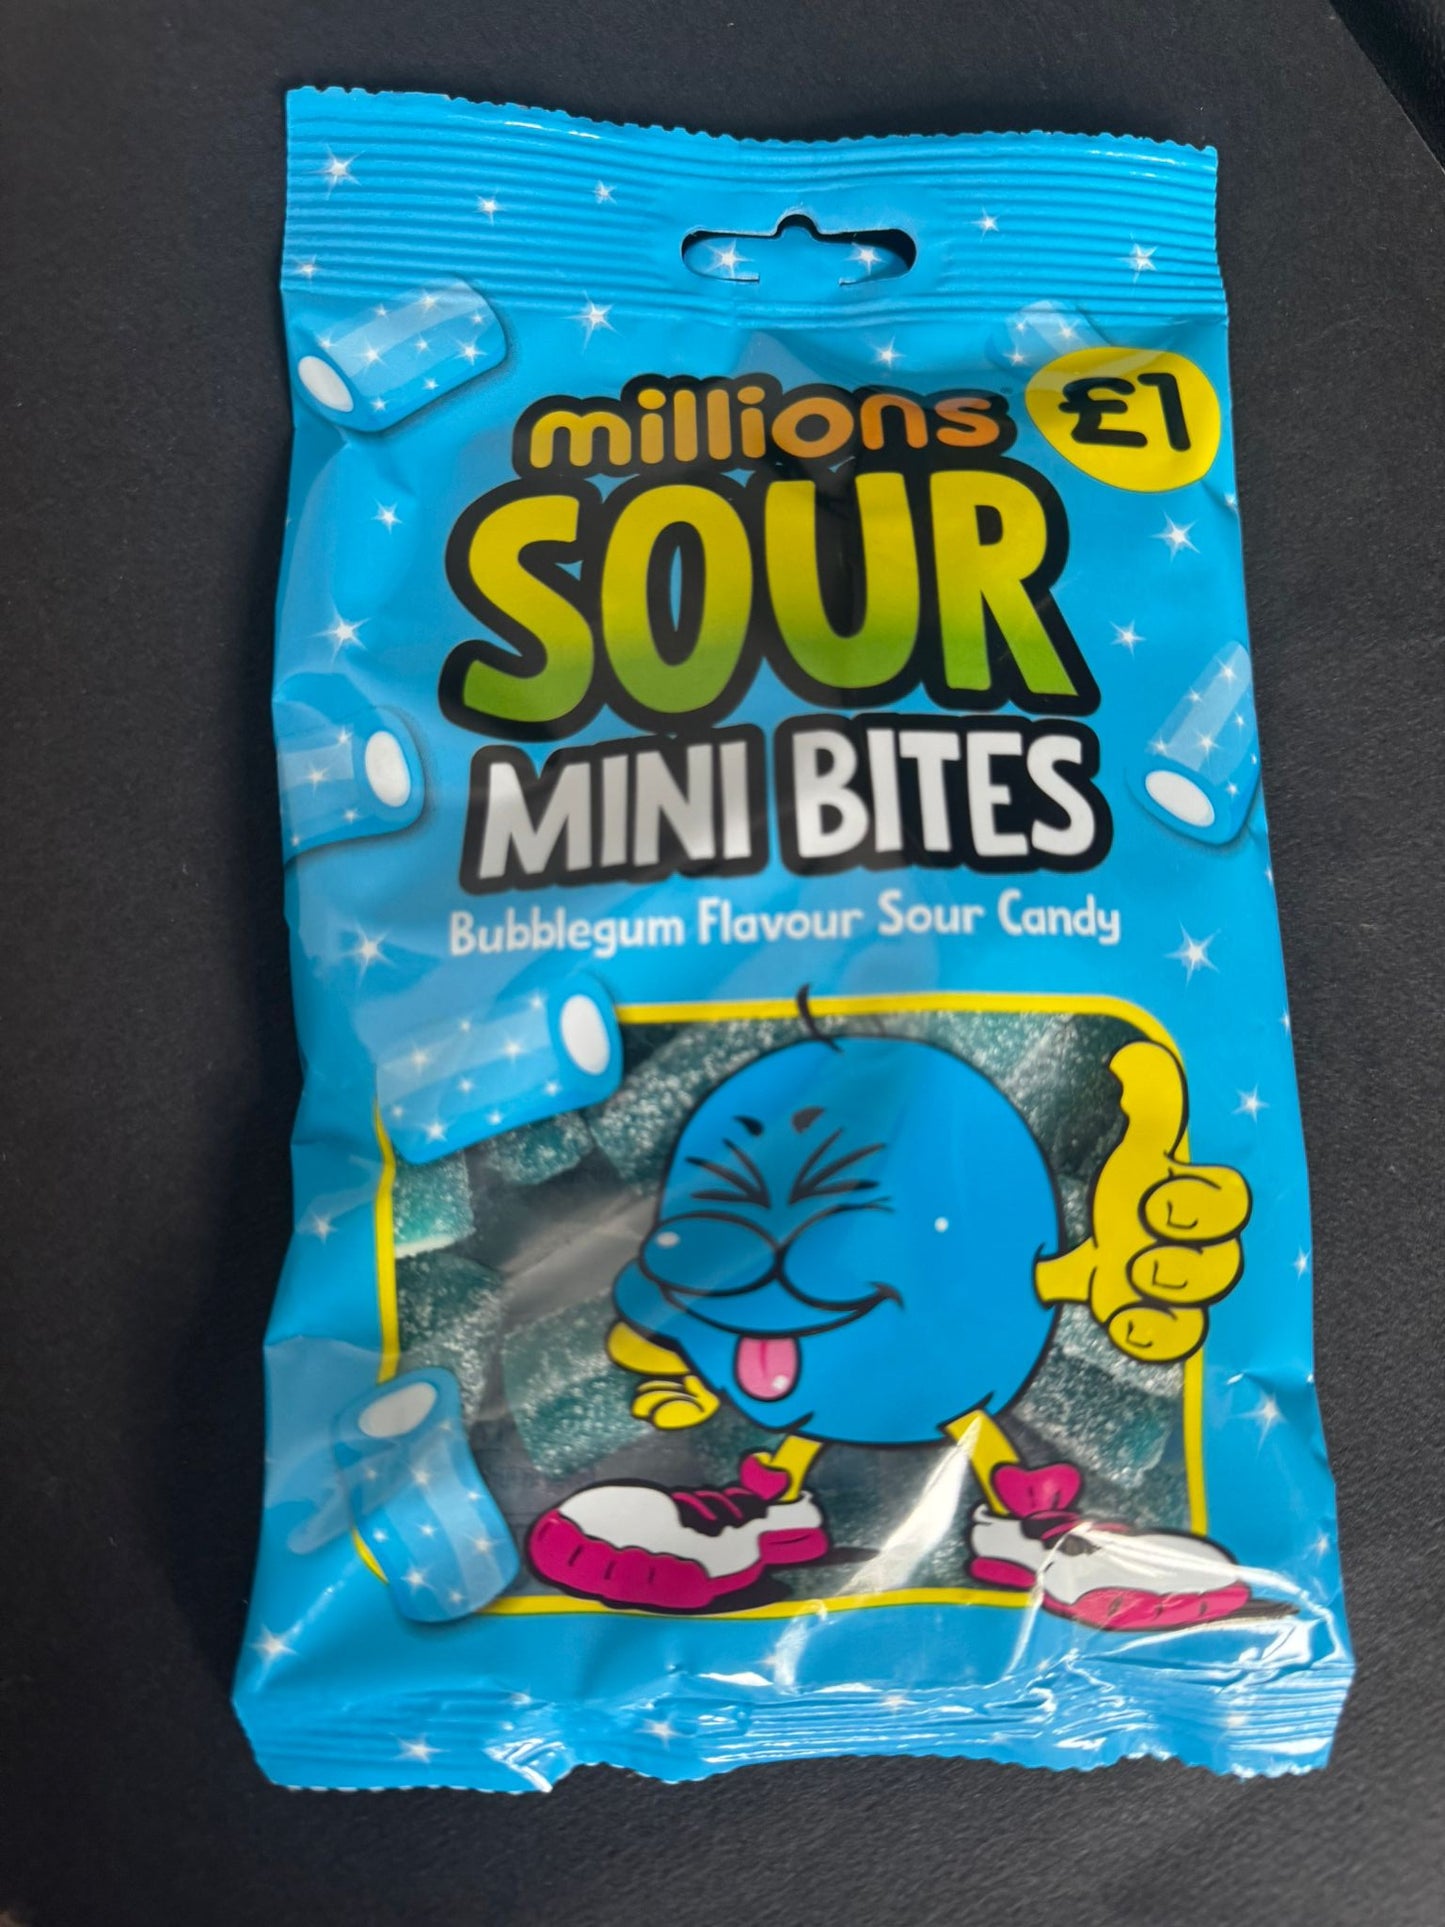 millions
£1
SOUR
MINI BITES
Bubblegum Flavour Sour Candy